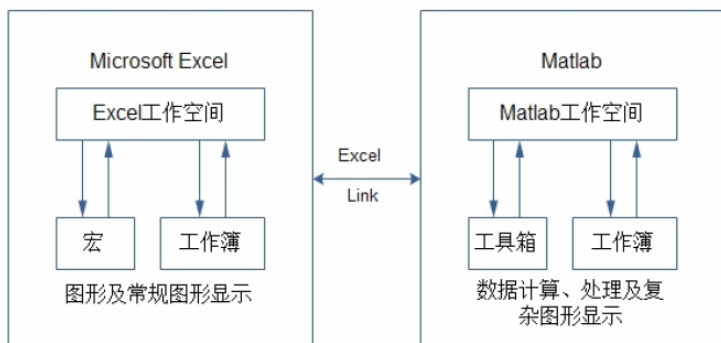 Microsoft Excel
Excel工作空间
宏
工作簿
图形及常规图形显示
Excel
Link
Matlab
Matlab工作空间
工具箱
工作簿
数据计算、处理及复
杂图形显示